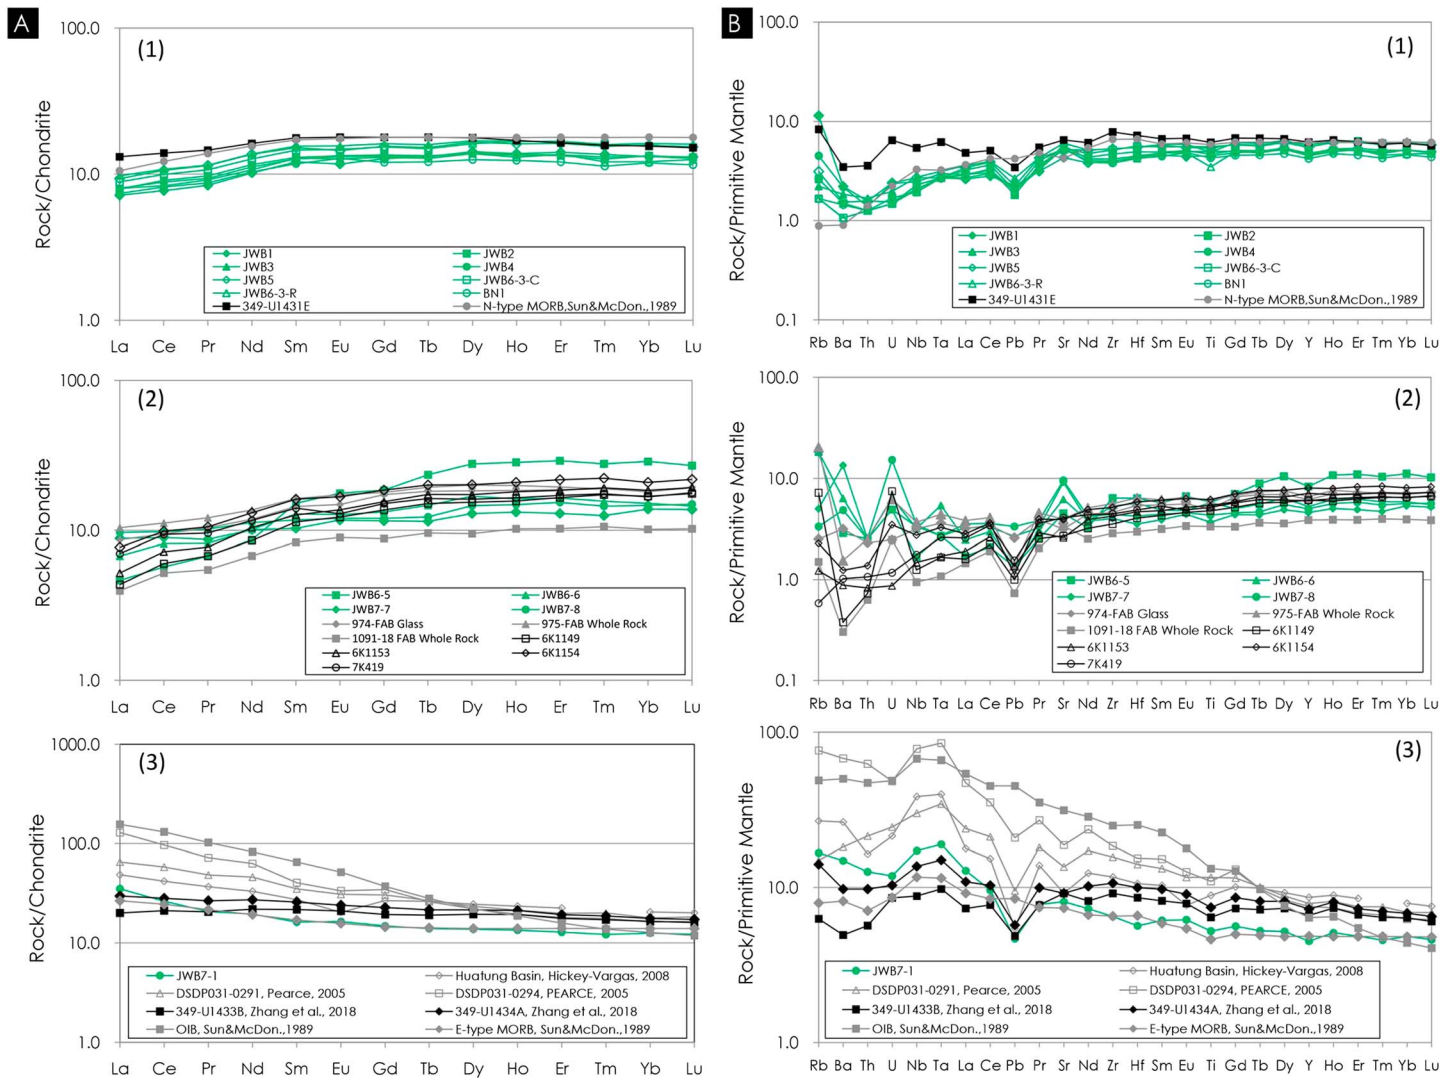 A
(1)
Rock/Chondrite
100.0
10.0
1.0
La Ce Pr Nd Sm Eu Gd Tb Dy Ho Er Tm Yb Lu
JWB1 JWB2
JWB3 JWB4
JWB5 JWB6-3-C
JWB6-3-R BN1
349-U1431E N-type MORB,Sun&McDon.,1989
(2)
Rock/Chondrite
100.0
10.0
1.0
La Ce Pr Nd Sm Eu Gd Tb Dy Ho Er Tm Yb Lu
JWB6-5 JWB6-6
JWB7-7 JWB7-8
974-FAB Glass 975-FAB Whole Rock
1091-18 FAB Whole Rock 6K1149
6K1153 6K1154
7K419
(3)
Rock/Chondrite
1000.0
100.0
10.0
1.0
La Ce Pr Nd Sm Eu Gd Tb Dy Ho Er Tm Yb Lu
JWB7-1 Huatung Basin, Hickey-Vargas, 2008
DSDP031-0291, Pearce, 2005 DSDP031-0294, PEARCE, 2005
349-U1433B, Zhang et al., 2018 349-U1434A, Zhang et al., 2018
OIB, Sun&McDon.,1989 E-type MORB, Sun&McDon.,1989
B
(1)
Rock/Primitive Mantle
100.0
10.0
1.0
0.1
Rb Ba Th U Nb Ta La Ce Pb Pr Sr Nd Zr Hf Sm Eu Ti Gd Tb Dy Y Ho Er Tm Yb Lu
JWB1 JWB2
JWB3 JWB4
JWB5 JWB6-3-C
JWB6-3-R BN1
349-U1431E N-type MORB,Sun&McDon.,1989
(2)
Rock/Primitive Mantle
100.0
10.0
1.0
0.1
Rb Ba Th U Nb Ta La Ce Pb Pr Sr Nd Zr Hf Sm Eu Ti Gd Tb Dy Y Ho Er Tm Yb Lu
JWB6-5 JWB6-6
JWB7-7 JWB7-8
974-FAB Glass 975-FAB Whole Rock
1091-18 FAB Whole Rock 6K1149
6K1153 6K1154
7K419
(3)
Rock/Primitive Mantle
100.0
10.0
1.0
Rb Ba Th U Nb Ta La Ce Pb Pr Sr Nd Zr Hf Sm Eu Ti Gd Tb Dy Y Ho Er Tm Yb Lu
JWB7-1 Huatung Basin, Hickey-Vargas, 2008
DSDP031-0291, Pearce, 2005 DSDP031-0294, PEARCE, 2005
349-U1433B, Zhang et al., 2018 349-U1434A, Zhang et al., 2018
OIB, Sun&McDon.,1989 E-type MORB, Sun&McDon.,1989